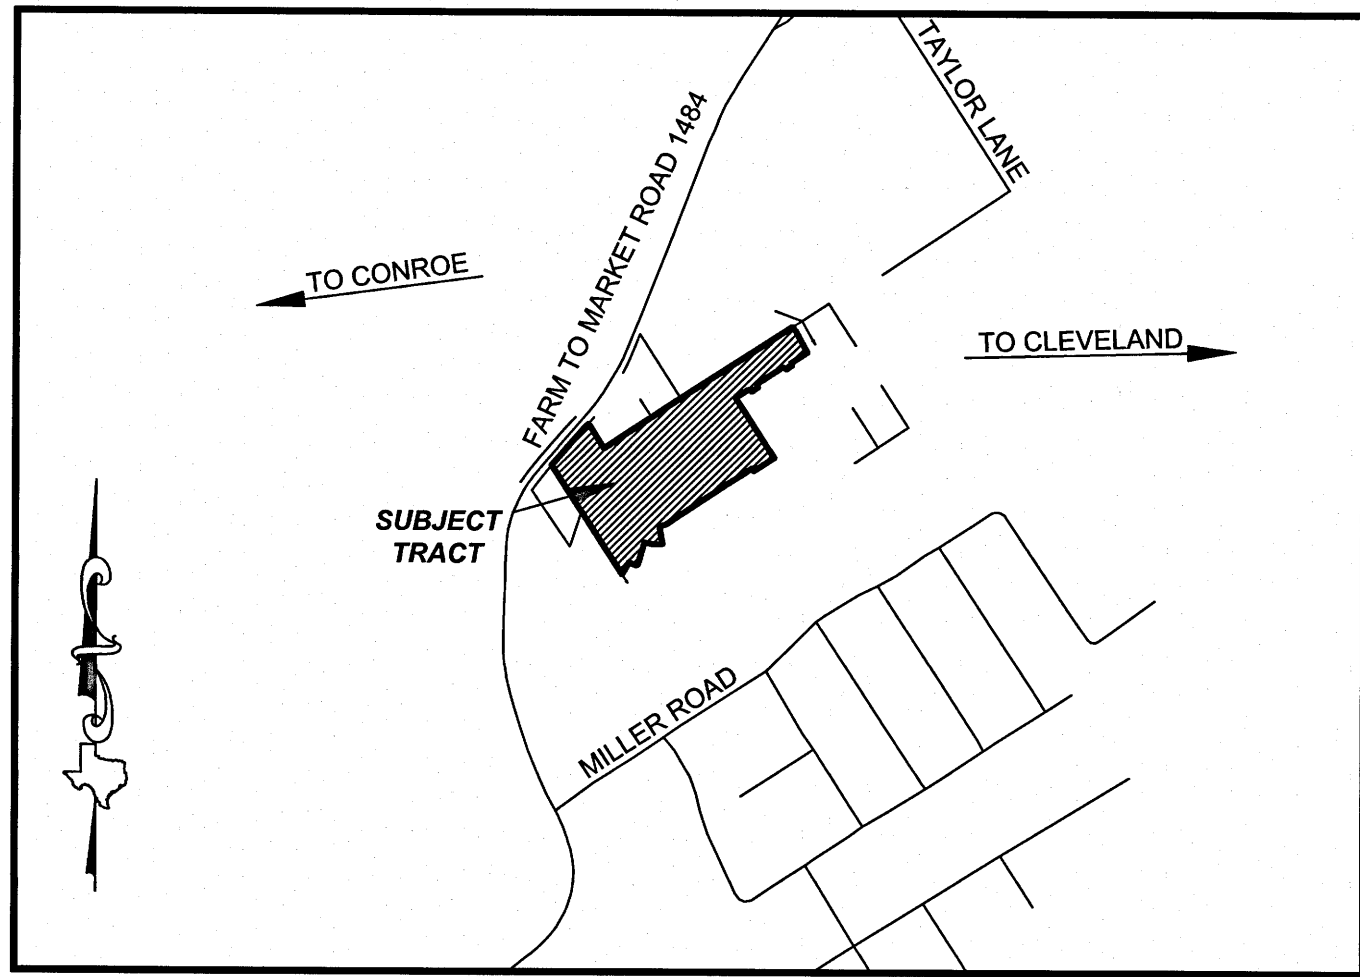 TAYLOR LANE
FARM TO MARKET ROAD 1484
TO CONROE
TO CLEVELAND
SUBJECT
TRACT
MILLER ROAD